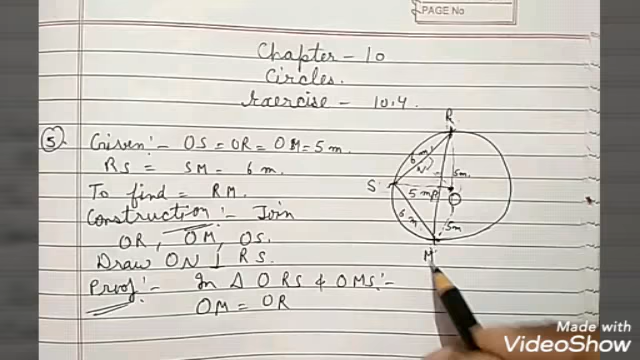 PAGE No
Chapter - 10
Circles.
Exercise - 10.4.
5 Given:- OS = OR = OM = 5 m.
RS = SM = 6 m.
To find = RM.
Construction:- Join
OR, OM, OS.
Draw ON ⊥ RS.
Proof:- In Δ ORS & OMS:-
OM = OR
R
6 m
N
5m.
S
5 m
P
O
6 m
5m
M
Made with
VideoShow